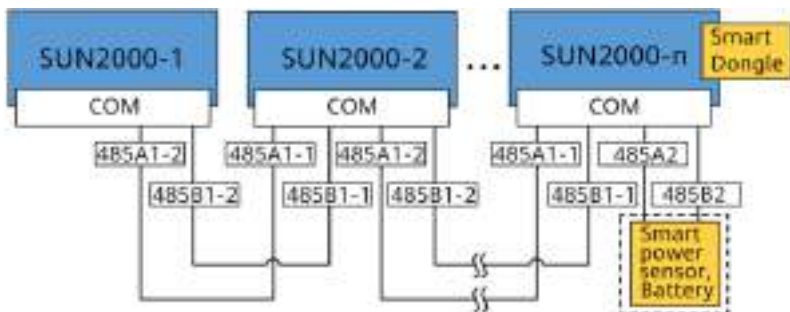 SUN2000-1
SUN2000-2
...
SUN2000-n
Smart
Dongle
COM
COM
COM
485A1-2
485A1-1
485A1-2
485A1-1
485A2
485B1-2
485B1-1
485B1-2
485B1-1
485B2
Smart
power
sensor,
Battery